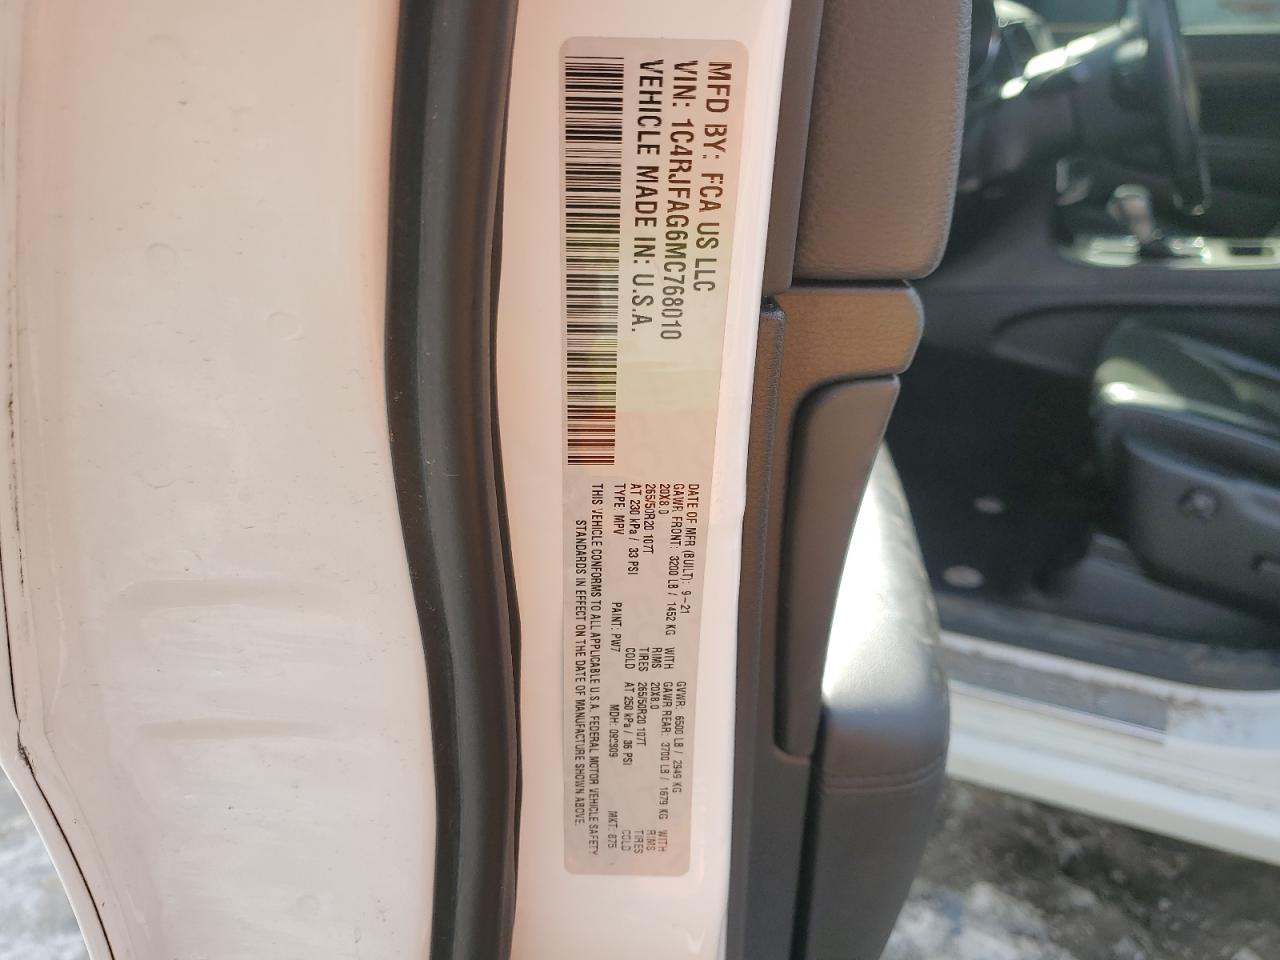 MFD BY: FCA US LLC
VIN: 1C4RJFAG6MC768010
VEHICLE MADE IN: U.S.A.
DATE OF MFR (BUILT): 9-21 GVWR: 6500 LB / 2949 KG
GAWR FRONT: 3200 LB / 1452 KG WITH GAWR REAR: 3700 LB / 1679 KG WITH
20X8.0 RIMS 20X8.0 RIMS
265/50R20 107T TIRES 265/50R20 107T TIRES
AT 230 kPa / 33 PSI COLD AT 250 kPa / 36 PSI COLD
TYPE: MPV PAINT: PW7 MDH: MKT:
THIS VEHICLE CONFORMS TO ALL APPLICABLE U.S.A. FEDERAL MOTOR VEHICLE SAFETY
STANDARDS IN EFFECT ON THE DATE OF MANUFACTURE SHOWN ABOVE.